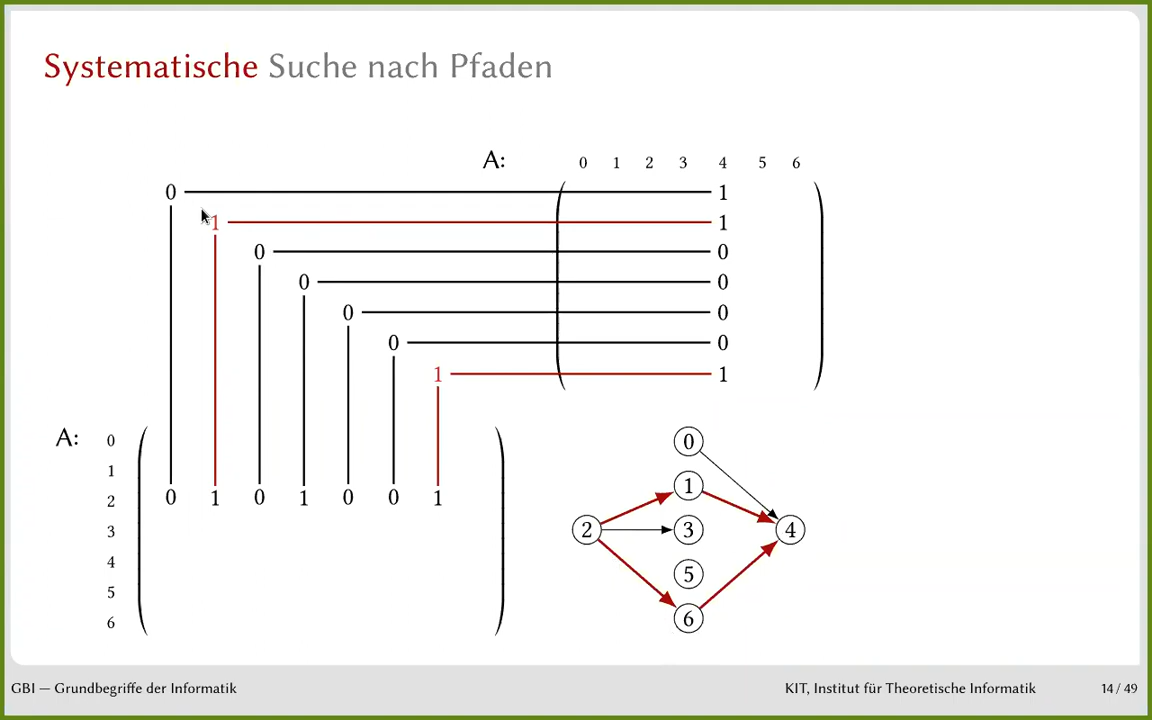 Systematische Suche nach Pfaden
A: 0 1 2 3 4 5 6
0 1
1 1
0 0
0 0
0 0
0 0
1 1
A: 0
1
2 0 1 0 1 0 0 1
3
4
5
6
0
1
2 3 4
5
6
GBI — Grundbegriffe der Informatik KIT, Institut für Theoretische Informatik 14 / 49